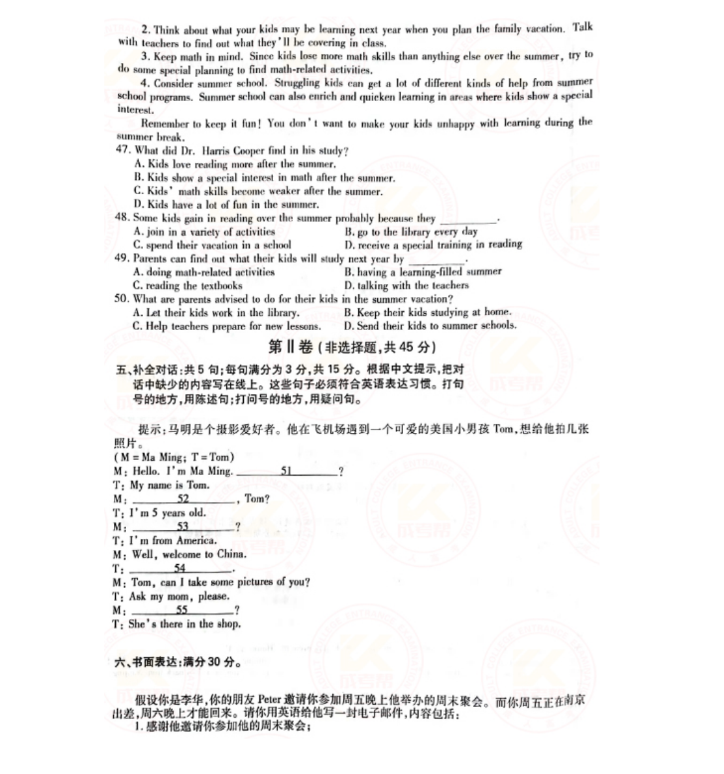 2. Think about what your kids may be learning next year when you plan the family vacation. Talk
with teachers to find out what they'll be covering in class.
3. Keep math in mind. Since kids lose more math skills than anything else over the summer, try to
do some special planning to find math-related activities.
4. Consider summer school. Struggling kids can get a lot of different kinds of help from summer
school programs. Summer school can also enrich and quicken learning in areas where kids show a special
interest.
Remember to keep it fun! You don't want to make your kids unhappy with learning during the
summer break.
47. What did Dr. Harris Cooper find in his study?
A. Kids love reading more after the summer.
B. Kids show a special interest in math after the summer.
C. Kids' math skills become weaker after the summer.
D. Kids have a lot of fun in the summer.
48. Some kids gain in reading over the summer probably because they ________.
A. join in a variety of activities B. go to the library every day
C. spend their vacation in a school D. receive a special training in reading
49. Parents can find out what their kids will study next year by ________.
A. doing math-related activities B. having a learning-filled summer
C. reading the textbooks D. talking with the teachers
50. What are parents advised to do for their kids in the summer vacation?
A. Let their kids work in the library. B. Keep their kids studying at home.
C. Help teachers prepare for new lessons. D. Send their kids to summer schools.
第Ⅱ卷(非选择题,共45分)
五、补全对话:共5句;每句满分为3分,共15分。根据中文提示,把对
话中缺少的内容写在线上。这些句子必须符合英语表达习惯。打句
号的地方,用陈述句;打问号的地方,用疑问句。
提示:马明是个摄影爱好者。他在飞机场遇到一个可爱的美国小男孩Tom,想给他拍几张
照片。
(M=Ma Ming; T=Tom)
M: Hello. I'm Ma Ming. ____51____?
T: My name is Tom.
M: ____52____, Tom?
T: I'm 5 years old.
M: ____53____?
T: I'm from America.
M: Well, welcome to China.
T: ____54____.
M: Tom, can I take some pictures of you?
T: Ask my mom, please.
M: ____55____?
T: She's there in the shop.
六、书面表达:满分30分。
假设你是李华,你的朋友Peter邀请你参加周五晚上他举办的周末聚会。而你周五正在南京
出差,周六晚上才能回来。请你用英语给他写一封电子邮件,内容包括:
1.感谢他邀请你参加他的周末聚会;